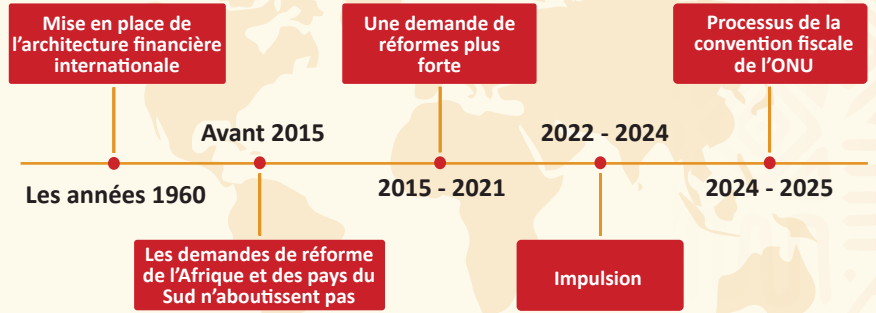 Mise en place de
l'architecture financière
internationale
Les années 1960
Avant 2015
Les demandes de réforme
de l'Afrique et des pays du
Sud n'aboutissent pas
Une demande de
réformes plus
forte
2015 - 2021
2022 - 2024
Impulsion
Processus de la
convention fiscale
de l'ONU
2024 - 2025